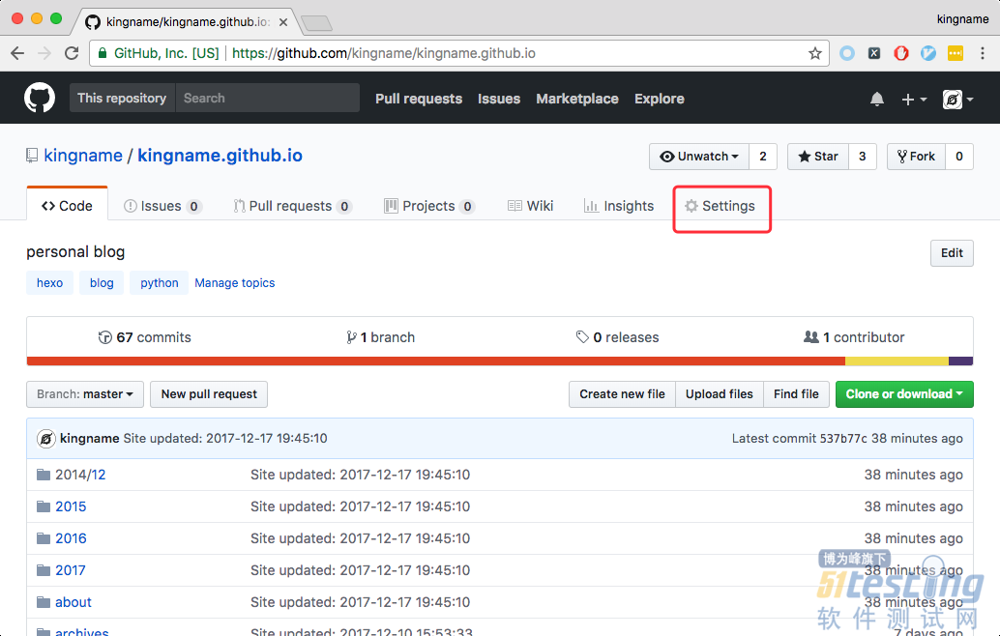 kingname/kingname.github.io:
kingname
GitHub, Inc. [US] https://github.com/kingname/kingname.github.io
This repository Search Pull requests Issues Marketplace Explore
kingname / kingname.github.io
Unwatch 2 Star 3 Fork 0
Code Issues 0 Pull requests 0 Projects 0 Wiki Insights Settings
personal blog
Edit
hexo blog python Manage topics
67 commits 1 branch 0 releases 1 contributor
Branch: master New pull request Create new file Upload files Find file Clone or download
kingname Site updated: 2017-12-17 19:45:10 Latest commit 537b77c 38 minutes ago
2014/12 Site updated: 2017-12-17 19:45:10 38 minutes ago
2015 Site updated: 2017-12-17 19:45:10 38 minutes ago
2016 Site updated: 2017-12-17 19:45:10 38 minutes ago
2017 Site updated: 2017-12-17 19:45:10 38 minutes ago
about Site updated: 2017-12-17 19:45:10 38 minutes ago
archives Site updated: 2017-12-10 15:53:33 7 days ago
博为峰旗下
51testing
软件测试网